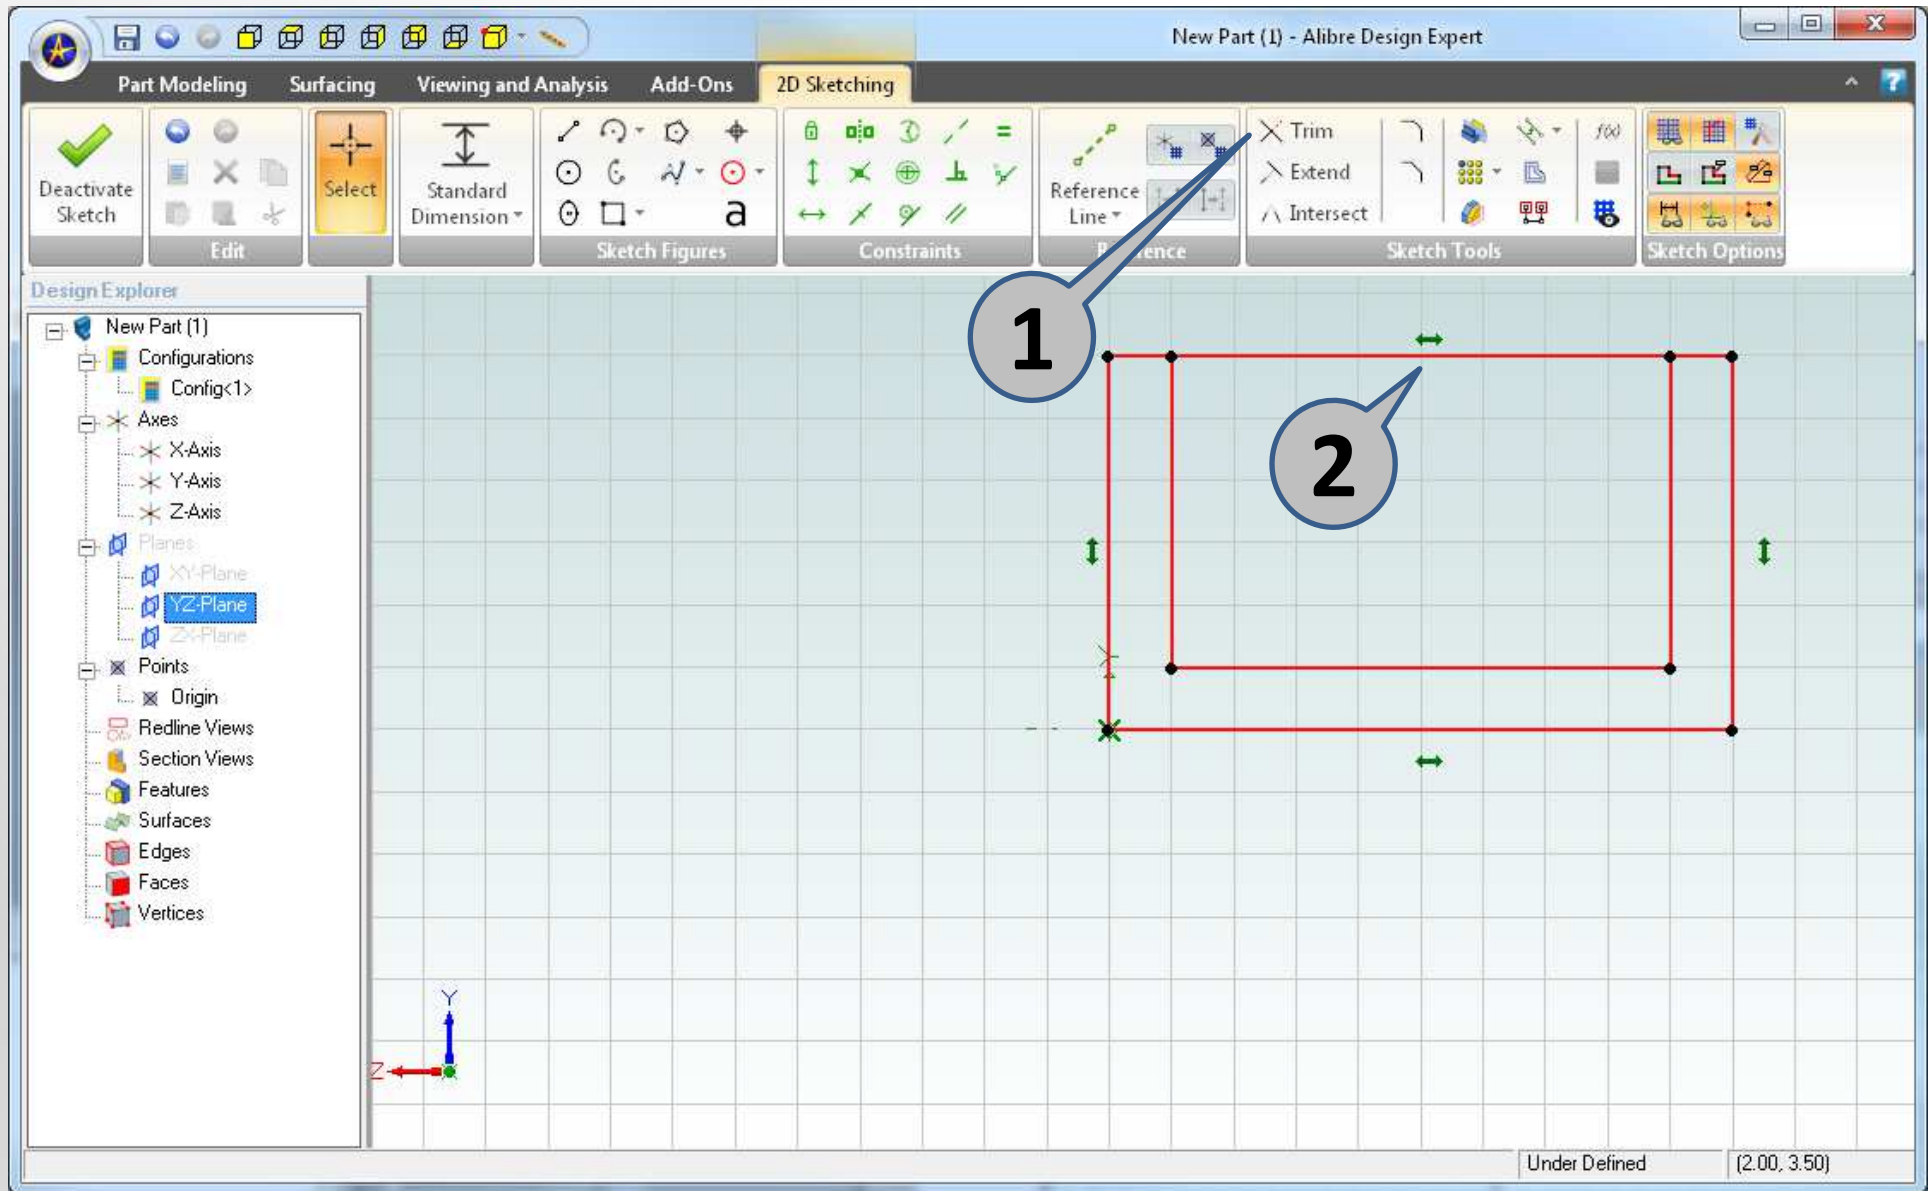 New Part (1) - Alibre Design Expert
Part Modeling Surfacing Viewing and Analysis Add-Ons 2D Sketching
Deactivate Sketch
Edit
Select
Standard Dimension
a
Sketch Figures
Constraints
Reference Line
Trim
Extend
Intersect
f(x)
Sketch Tools
Sketch Options
Design Explorer
New Part (1)
Configurations
Config<1>
Axes
X-Axis
Y-Axis
Z-Axis
Planes
XY-Plane
YZ-Plane
ZX-Plane
Points
Origin
Redline Views
Section Views
Features
Surfaces
Edges
Faces
Vertices
1
2
Y
Z
Under Defined (2.00, 3.50)